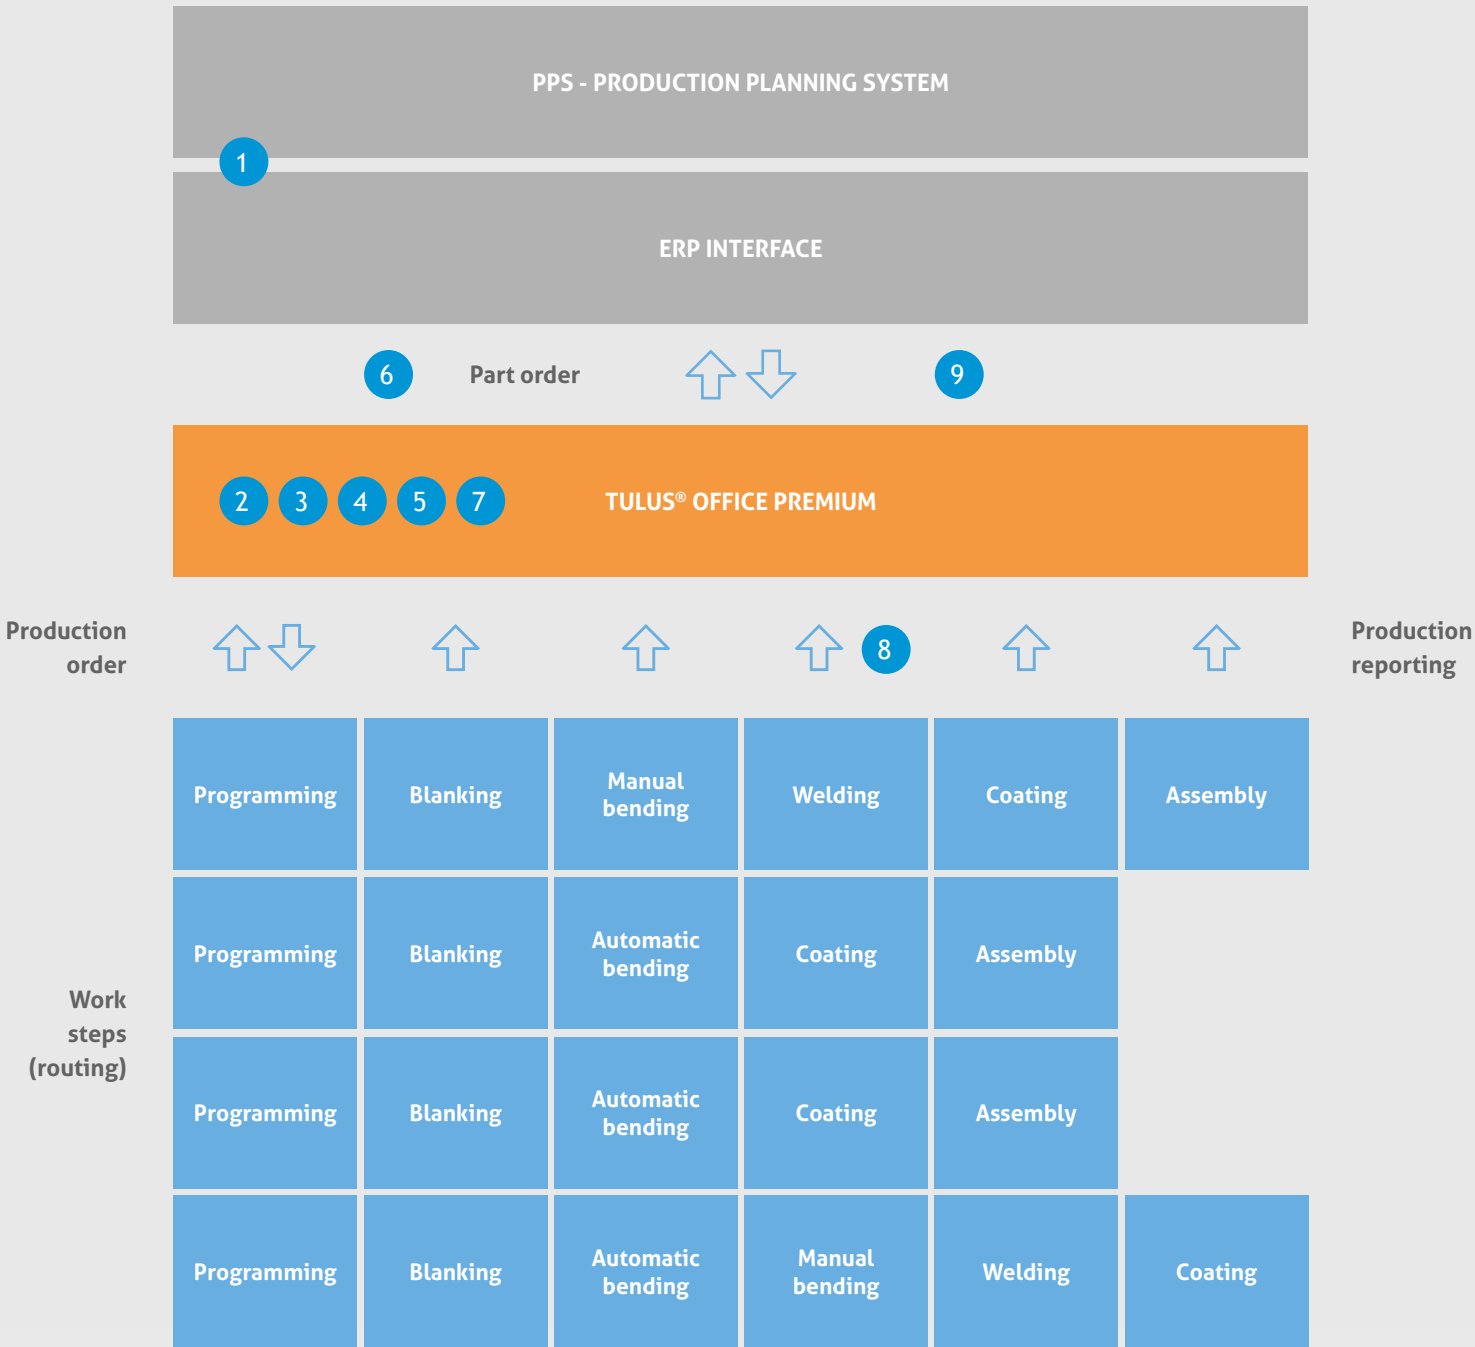 PPS - PRODUCTION PLANNING SYSTEM
1
ERP INTERFACE
6 Part order 9
2 3 4 5 7 TULUS® OFFICE PREMIUM
Production
order
8
Production
reporting
Programming
Blanking
Manual
bending
Welding
Coating
Assembly
Work
steps
(routing)
Programming
Blanking
Automatic
bending
Coating
Assembly
Programming
Blanking
Automatic
bending
Coating
Assembly
Programming
Blanking
Automatic
bending
Manual
bending
Welding
Coating